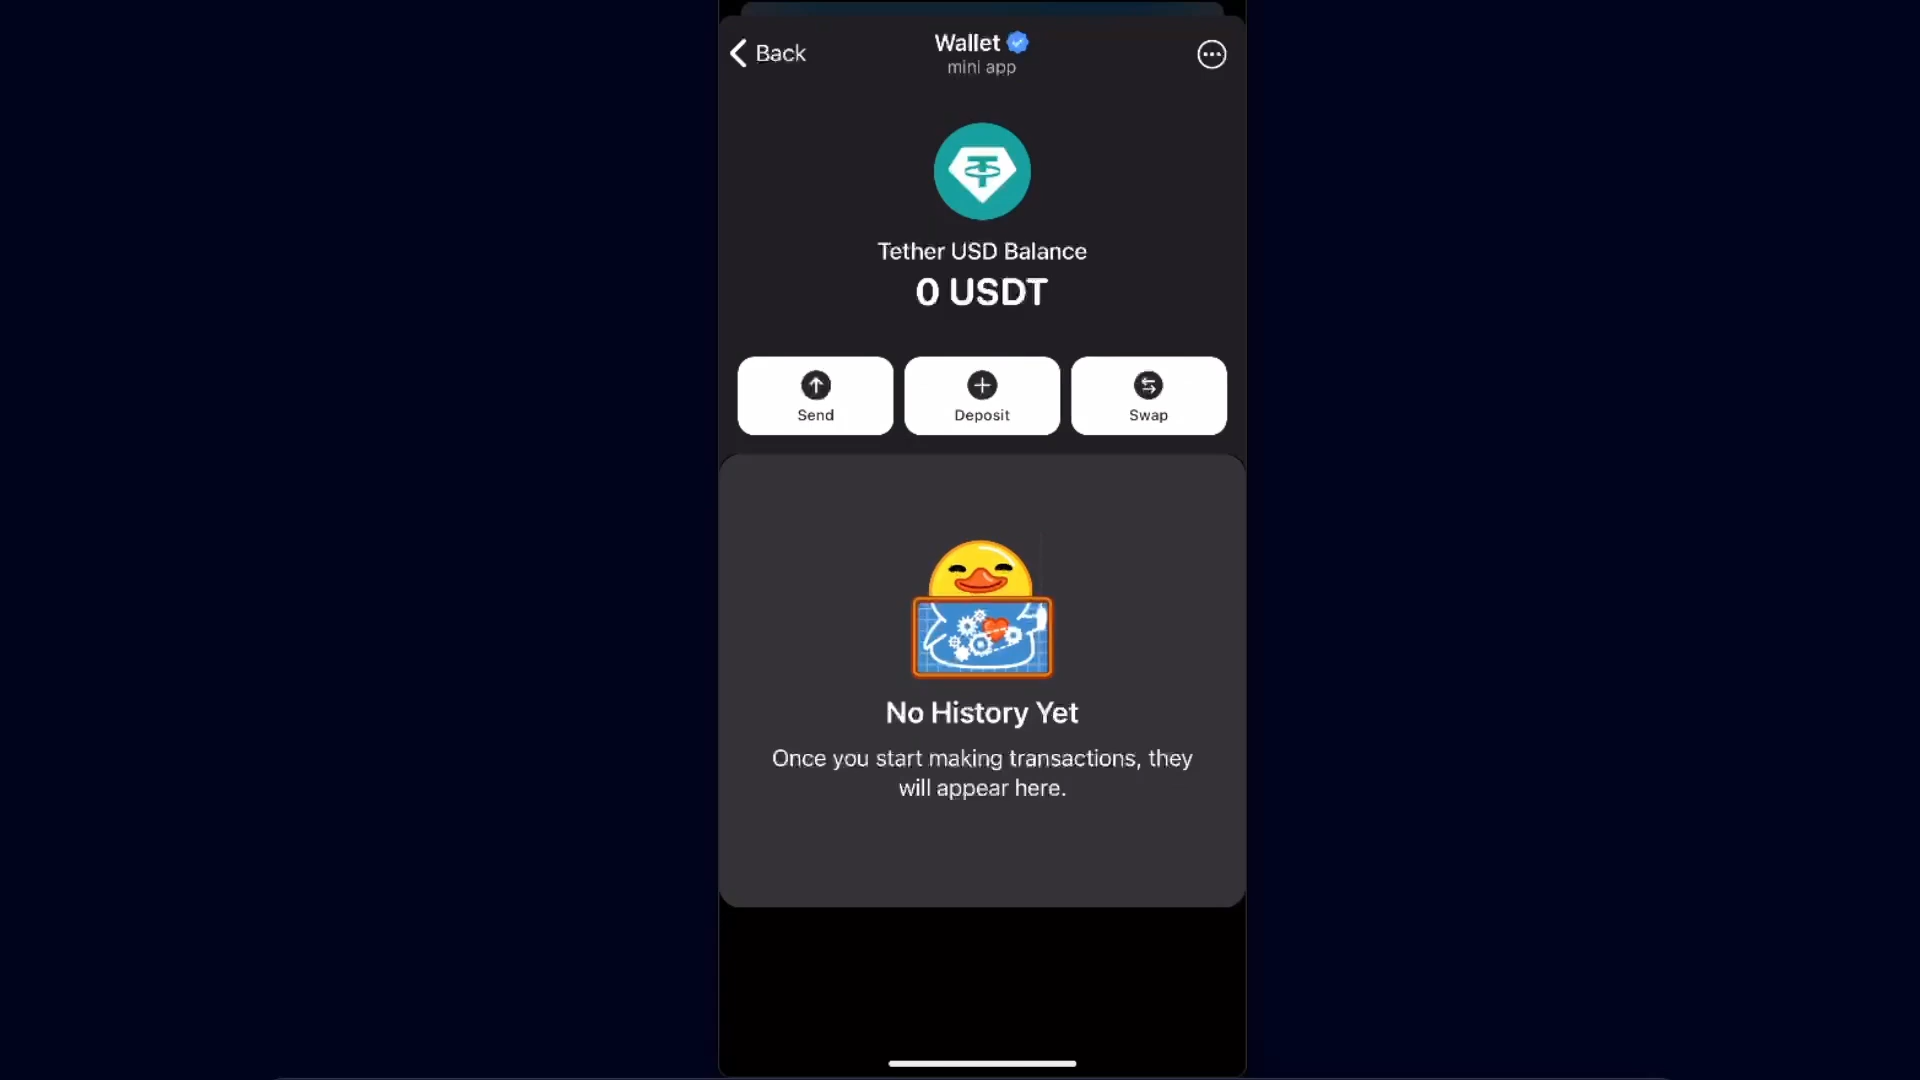 Back
Wallet
mini app
Tether USD Balance
0 USDT
Send
Deposit
Swap
No History Yet
Once you start making transactions, they
will appear here.